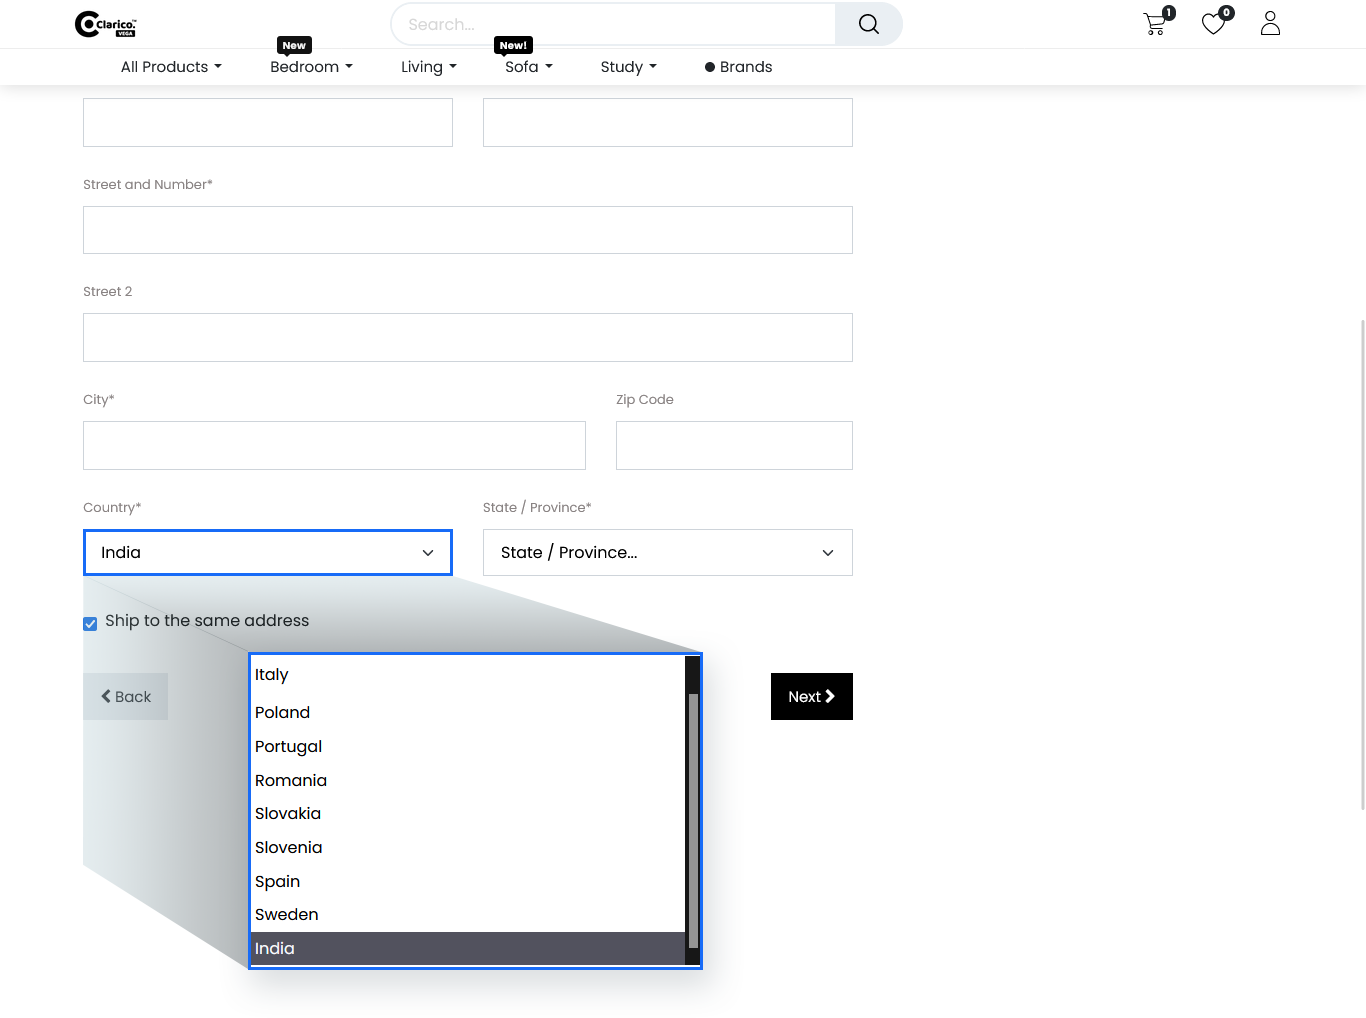 Clarico™
VEGA
Search...
1
0
New
New!
All Products
Bedroom
Living
Sofa
Study
Brands
Street and Number*
Street 2
City*
Zip Code
Country*
State / Province*
India
State / Province...
Ship to the same address
Back
Next
Italy
Poland
Portugal
Romania
Slovakia
Slovenia
Spain
Sweden
India